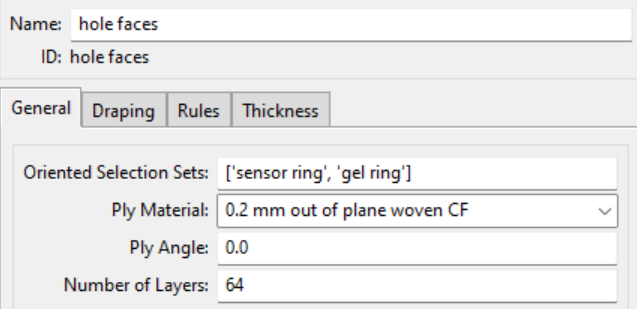 Name: hole faces
ID: hole faces
General Draping Rules Thickness
Oriented Selection Sets: ['sensor ring', 'gel ring']
Ply Material: 0.2 mm out of plane woven CF
Ply Angle: 0.0
Number of Layers: 64